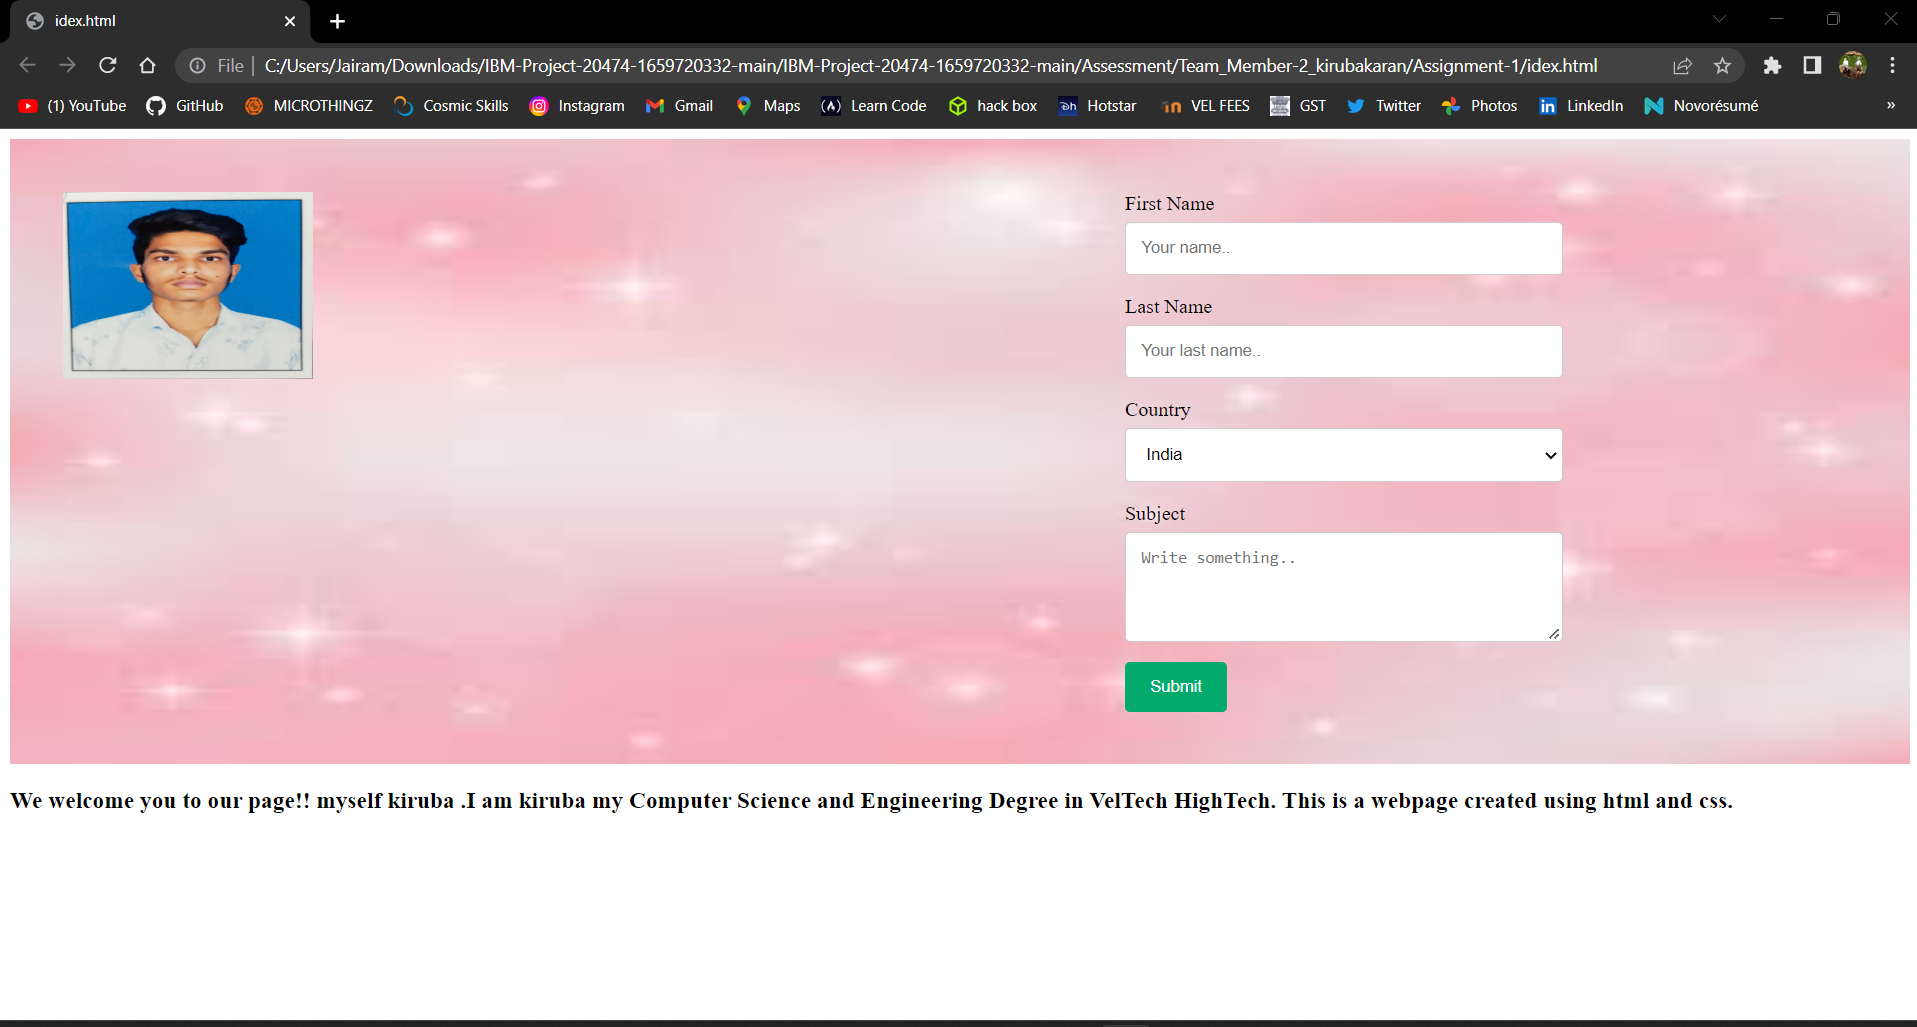 idex.html
File | C:/Users/Jairam/Downloads/IBM-Project-20474-1659720332-main/IBM-Project-20474-1659720332-main/Assessment/Team_Member-2_kirubakaran/Assignment-1/idex.html
(1) YouTube GitHub MICROTHINGZ Cosmic Skills Instagram Gmail Maps Learn Code hack box Hotstar VEL FEES GST Twitter Photos LinkedIn Novorésumé »
First Name
Your name..
Last Name
Your last name..
Country
India
Subject
Write something..
Submit
We welcome you to our page!! myself kiruba .I am kiruba my Computer Science and Engineering Degree in VelTech HighTech. This is a webpage created using html and css.